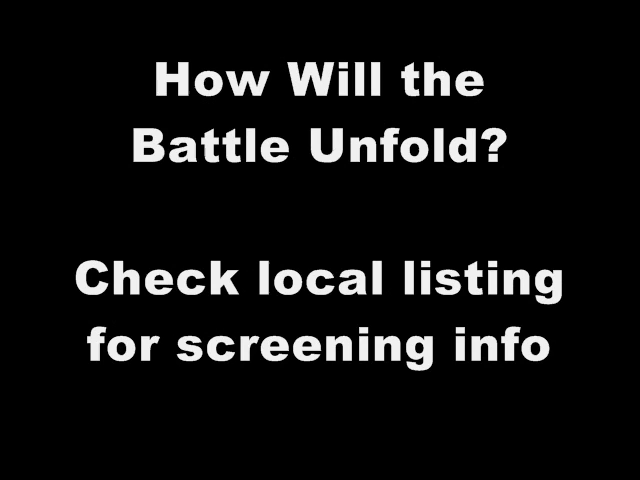 How Will the
Battle Unfold?
Check local listing
for screening info